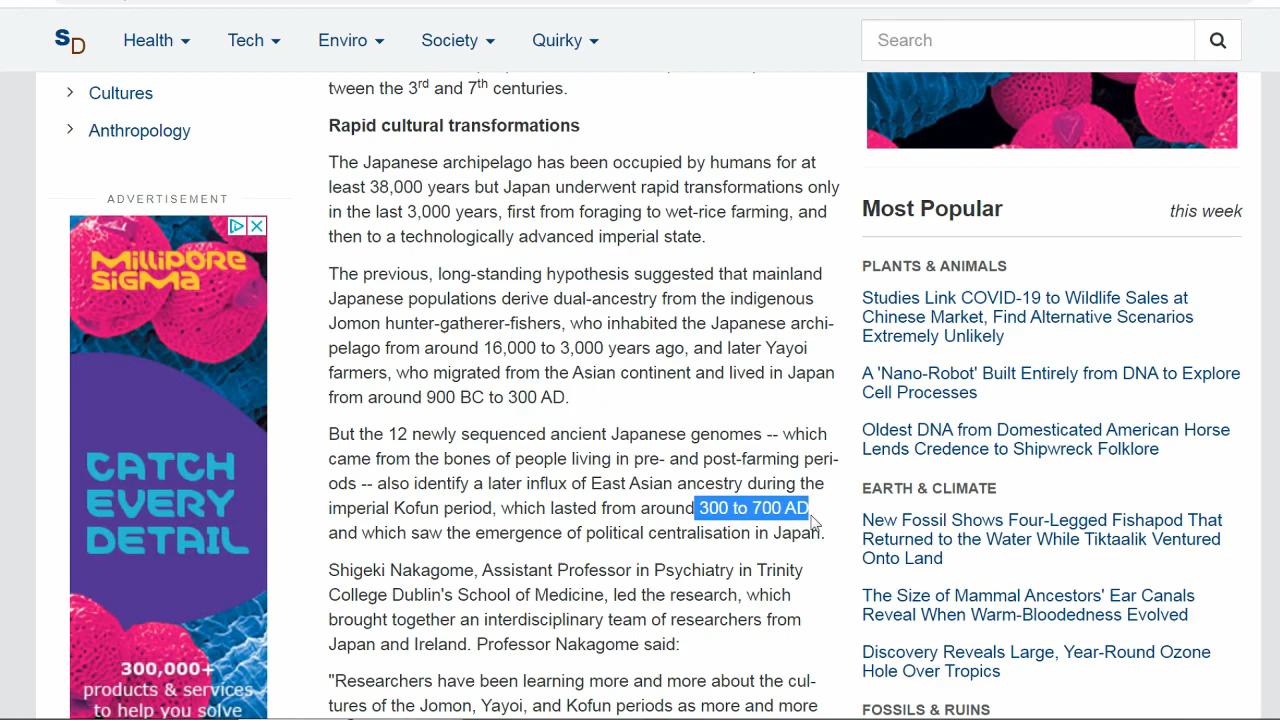 SD
Health
Tech
Enviro
Society
Quirky
Search
Cultures
Anthropology
ADVERTISEMENT
MILLIPORE
SIGMA
CATCH
EVERY
DETAIL
300,000+
products & services
to help you solve
tween the 3rd and 7th centuries.
Rapid cultural transformations
The Japanese archipelago has been occupied by humans for at
least 38,000 years but Japan underwent rapid transformations only
in the last 3,000 years, first from foraging to wet-rice farming, and
then to a technologically advanced imperial state.
The previous, long-standing hypothesis suggested that mainland
Japanese populations derive dual-ancestry from the indigenous
Jomon hunter-gatherer-fishers, who inhabited the Japanese archi-
pelago from around 16,000 to 3,000 years ago, and later Yayoi
farmers, who migrated from the Asian continent and lived in Japan
from around 900 BC to 300 AD.
But the 12 newly sequenced ancient Japanese genomes -- which
came from the bones of people living in pre- and post-farming peri-
ods -- also identify a later influx of East Asian ancestry during the
imperial Kofun period, which lasted from around 300 to 700 AD
and which saw the emergence of political centralisation in Japan.
Shigeki Nakagome, Assistant Professor in Psychiatry in Trinity
College Dublin's School of Medicine, led the research, which
brought together an interdisciplinary team of researchers from
Japan and Ireland. Professor Nakagome said:
"Researchers have been learning more and more about the cul-
tures of the Jomon, Yayoi, and Kofun periods as more and more
Most Popular
this week
PLANTS & ANIMALS
Studies Link COVID-19 to Wildlife Sales at
Chinese Market, Find Alternative Scenarios
Extremely Unlikely
A 'Nano-Robot' Built Entirely from DNA to Explore
Cell Processes
Oldest DNA from Domesticated American Horse
Lends Credence to Shipwreck Folklore
EARTH & CLIMATE
New Fossil Shows Four-Legged Fishapod That
Returned to the Water While Tiktaalik Ventured
Onto Land
The Size of Mammal Ancestors' Ear Canals
Reveal When Warm-Bloodedness Evolved
Discovery Reveals Large, Year-Round Ozone
Hole Over Tropics
FOSSILS & RUINS